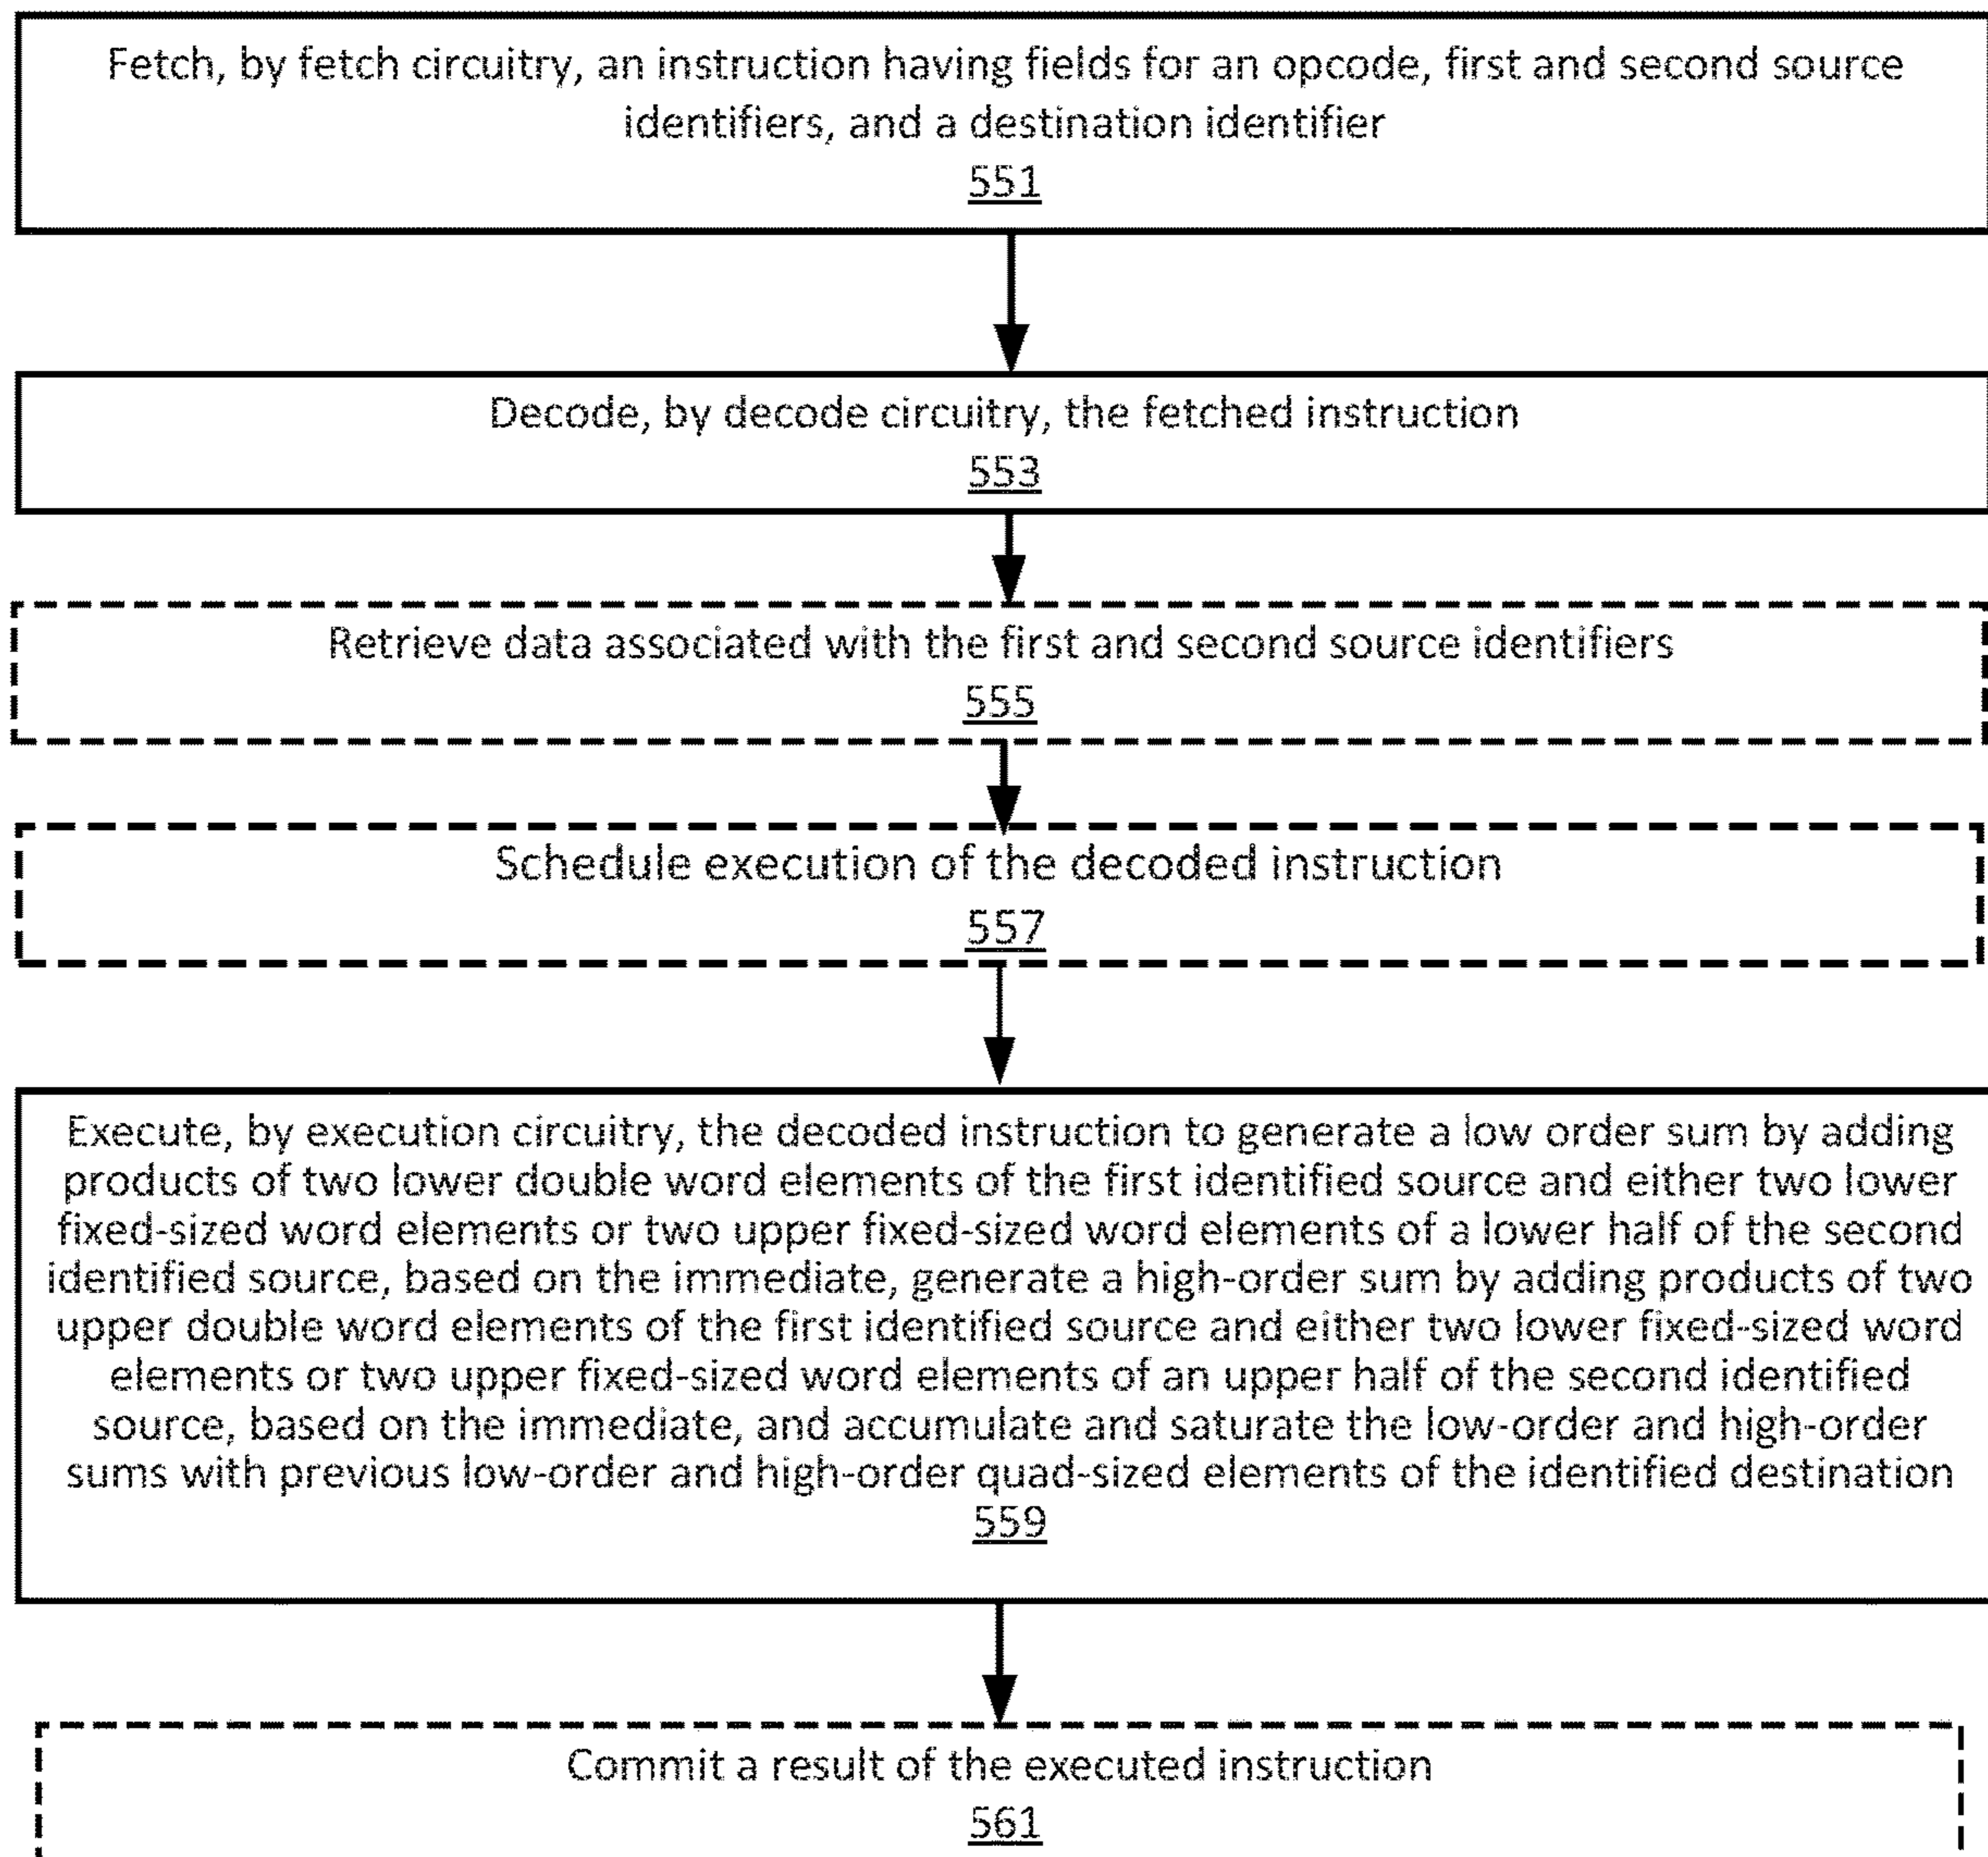 Fetch, by fetch circuitry, an instruction having fields for an opcode, first and second source
identifiers, and a destination identifier
551
Decode, by decode circuitry, the fetched instruction
553
Retrieve data associated with the first and second source identifiers
555
Schedule execution of the decoded instruction
557
Execute, by execution circuitry, the decoded instruction to generate a low order sum by adding
products of two lower double word elements of the first identified source and either two lower
fixed-sized word elements or two upper fixed-sized word elements of a lower half of the second
identified source, based on the immediate, generate a high-order sum by adding products of two
upper double word elements of the first identified source and either two lower fixed-sized word
elements or two upper fixed-sized word elements of an upper half of the second identified
source, based on the immediate, and accumulate and saturate the low-order and high-order
sums with previous low-order and high-order quad-sized elements of the identified destination
559
Commit a result of the executed instruction
561